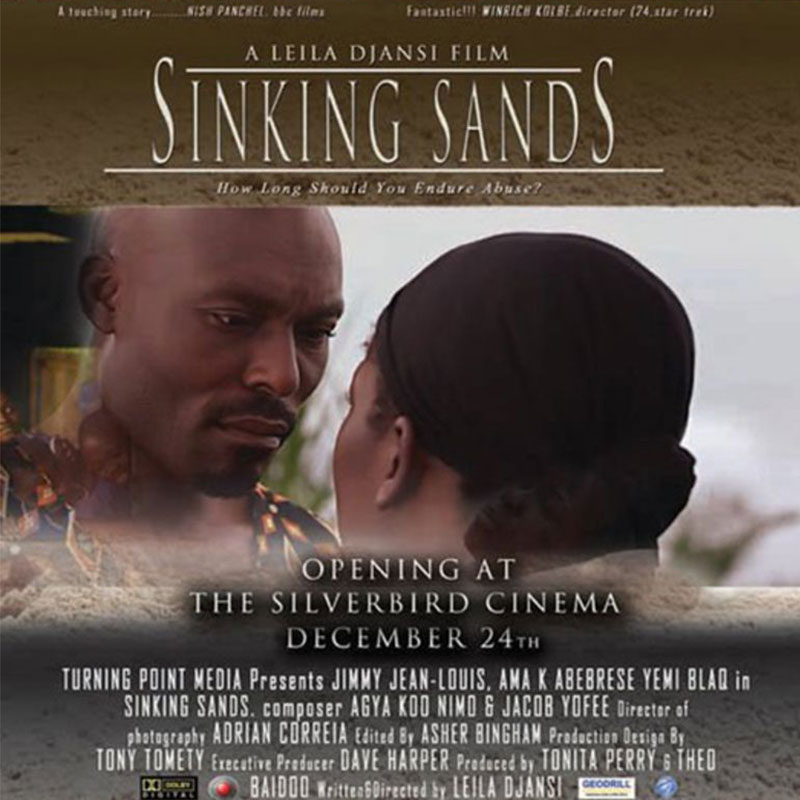 A touching story.........NISH PANCHEL. bbc films
Fantastic!!! WINRICH KOLBE.director (24,star trek)
A LEILA DJANSI FILM
SINKING SANDS
How Long Should You Endure Abuse?
OPENING AT
THE SILVERBIRD CINEMA
DECEMBER 24TH
TURNING POINT MEDIA Presents JIMMY JEAN-LOUIS, AMA K ABEBRESE YEMI BLAQ in
SINKING SANDS. composer AGYA KOO NIMO & JACOB YOFEE Director of
photography ADRIAN CORREIA Edited By ASHER BINGHAM Production Design By
TONY TOMETY Executive Producer DAVE HARPER Produced by TONITA PERRY & THEO
BAIDOO Written&Directed by LEILA DJANSI
DOLBY
DIGITAL
GEODRILL